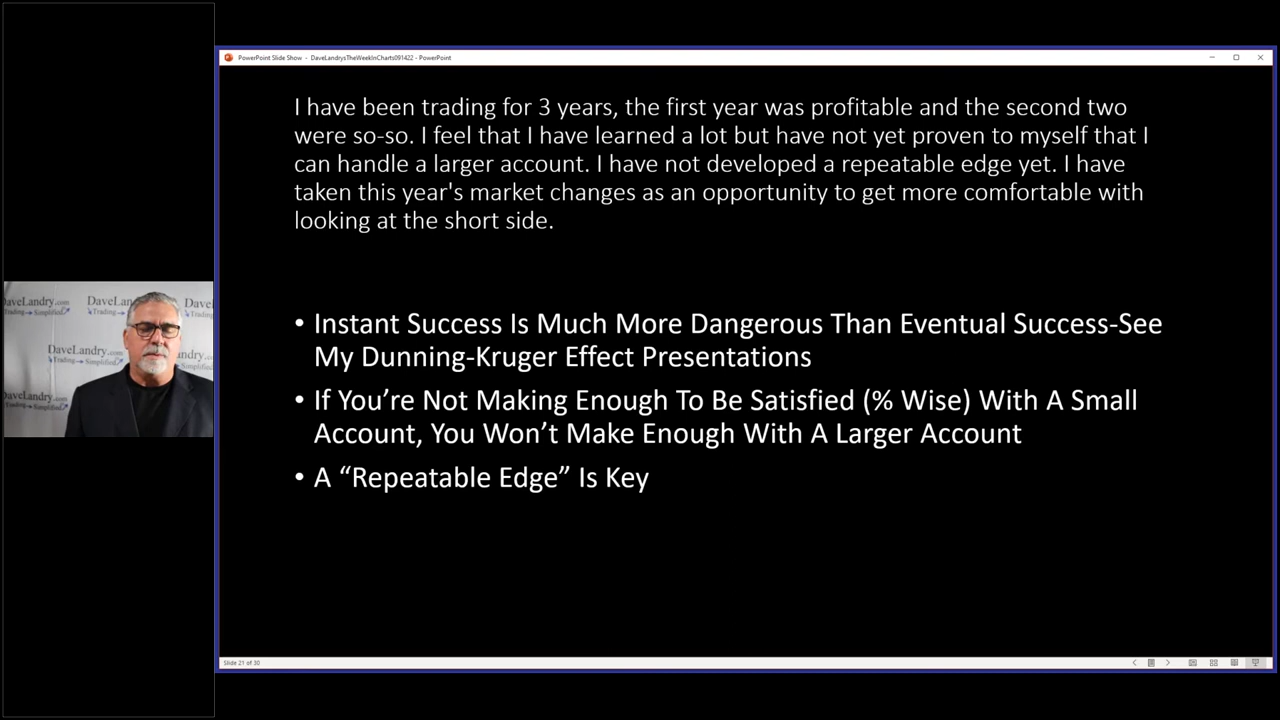 PowerPoint Slide Show - DaveLandrysTheWeekInCharts091422 - PowerPoint
I have been trading for 3 years, the first year was profitable and the second two
were so-so. I feel that I have learned a lot but have not yet proven to myself that I
can handle a larger account. I have not developed a repeatable edge yet. I have
taken this year's market changes as an opportunity to get more comfortable with
looking at the short side.
• Instant Success Is Much More Dangerous Than Eventual Success-See
My Dunning-Kruger Effect Presentations
• If You’re Not Making Enough To Be Satisfied (% Wise) With A Small
Account, You Won’t Make Enough With A Larger Account
• A “Repeatable Edge” Is Key
DaveLandry.com
Trading Simplified
Slide 21 of 30